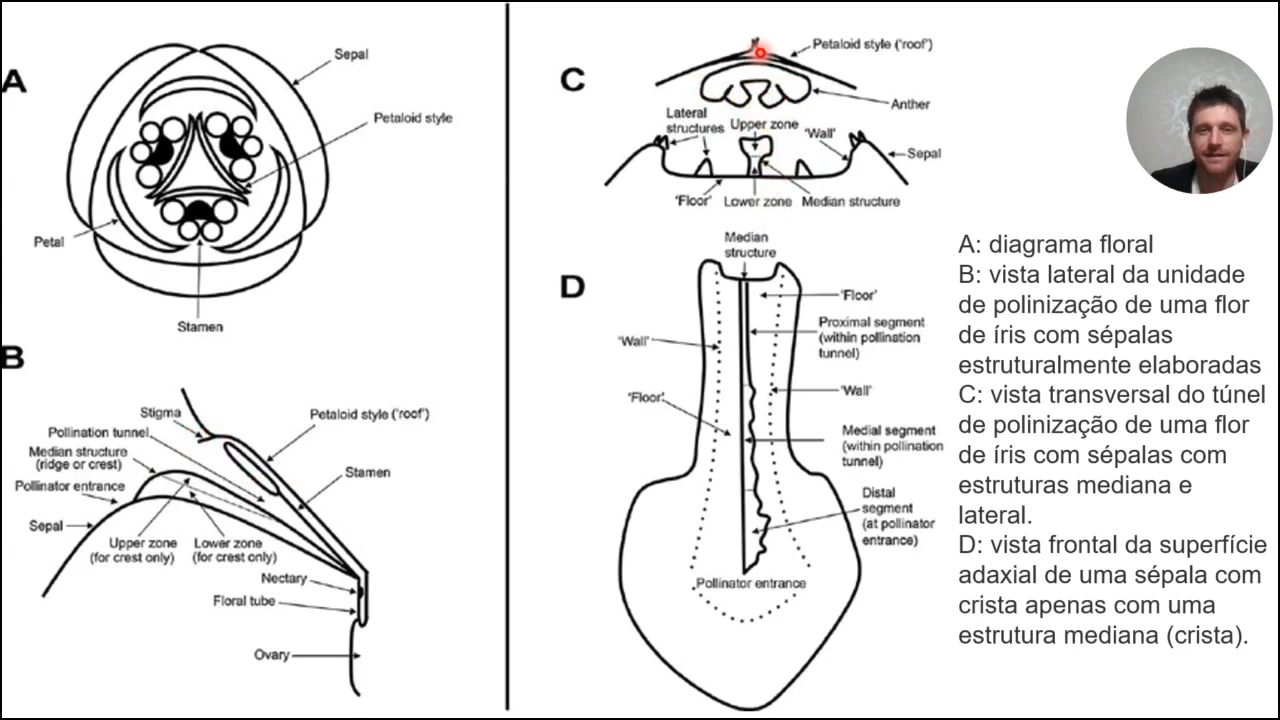 A
Sepal
Petaloid style
Petal
Stamen
B
Stigma
Petaloid style ('roof')
Pollination tunnel
Median structure
(ridge or crest)
Stamen
Pollinator entrance
Sepal
Upper zone
(for crest only)
Lower zone
(for crest only)
Nectary
Floral tube
Ovary
C
Petaloid style ('roof')
Anther
Lateral
structures
Upper zone
'Wall'
Sepal
'Floor'
Lower zone
Median structure
D
Median
structure
'Floor'
Proximal segment
(within pollination
tunnel)
'Wall'
'Wall'
'Floor'
Medial segment
(within pollination
tunnel)
Distal
segment
(at pollinator
entrance)
Pollinator entrance
A: diagrama floral
B: vista lateral da unidade
de polinização de uma flor
de íris com sépalas
estruturalmente elaboradas
C: vista transversal do túnel
de polinização de uma flor
de íris com sépalas com
estruturas mediana e
lateral.
D: vista frontal da superfície
adaxial de uma sépala com
crista apenas com uma
estrutura mediana (crista).